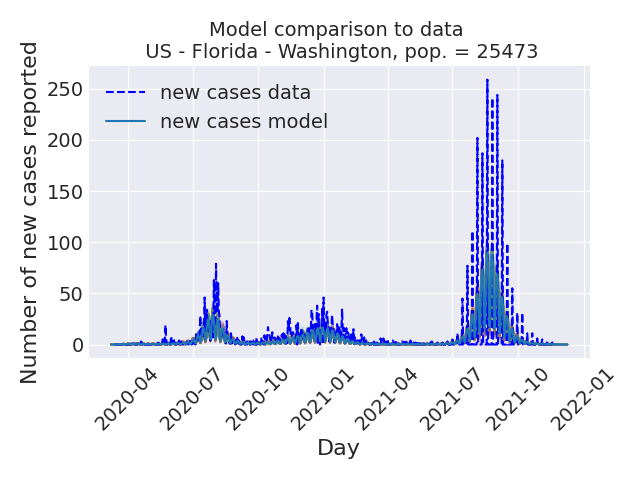 Model comparison to data
US - Florida - Washington, pop. = 25473
Number of new cases reported
250
200
150
100
50
0
new cases data
new cases model
2020-04
2020-07
2020-10
2021-01
2021-04
2021-07
2021-10
2022-01
Day